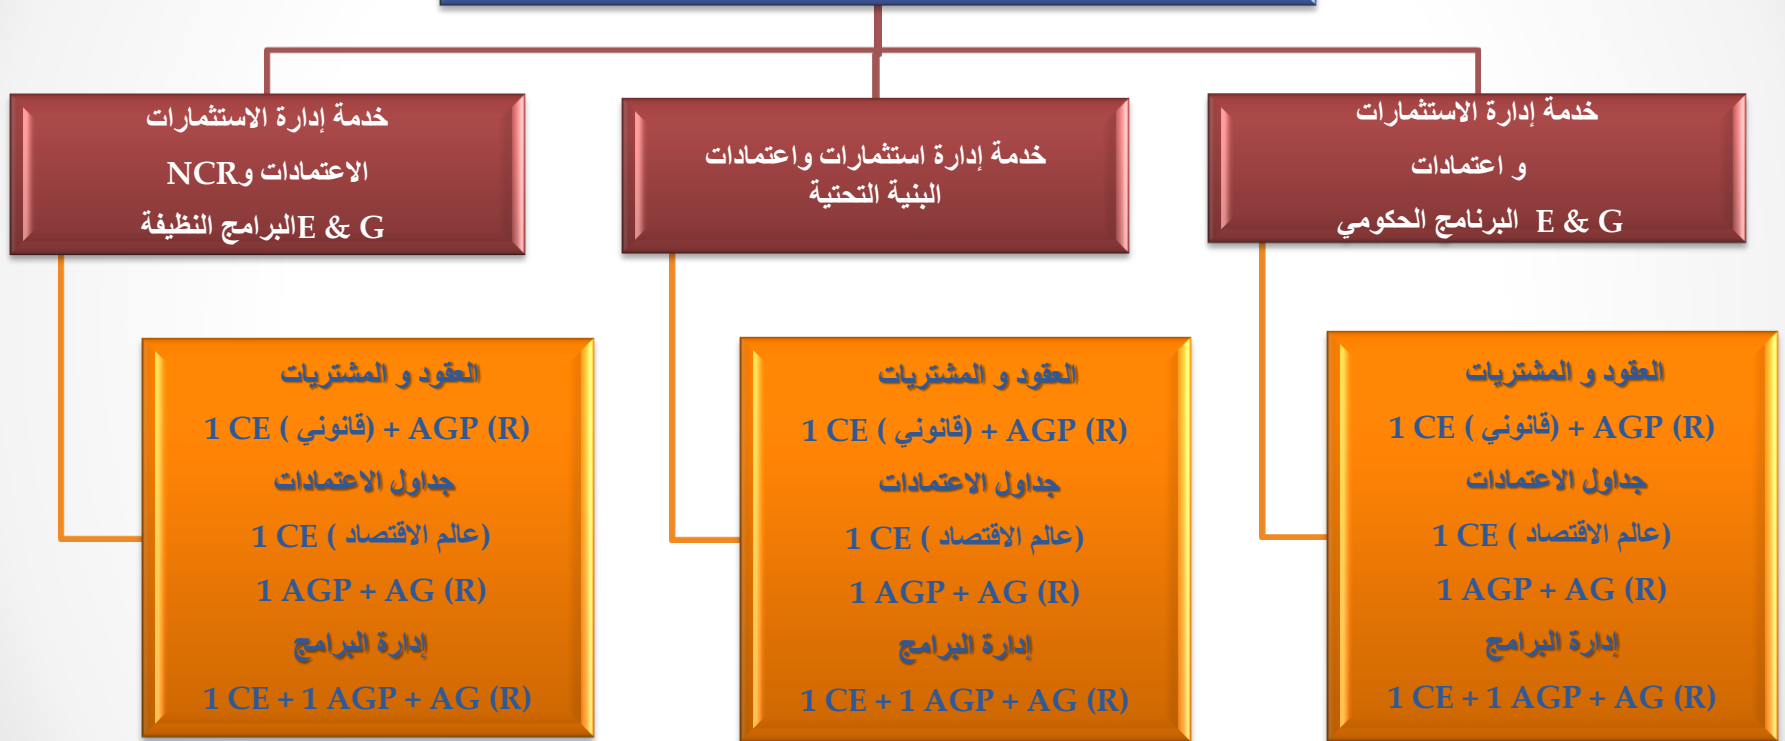 خدمة إدارة الاستثمارات
و اعتمادات
E & G البرنامج الحكومي
خدمة إدارة استثمارات واعتمادات
البنية التحتية
خدمة إدارة الاستثمارات
الاعتمادات وNCR
E & Gالبرامج النظيفة
العقود و المشتريات
1 CE ( قانوني) + AGP (R)
جداول الاعتمادات
1 CE ( عالم الاقتصاد)
1 AGP + AG (R)
إدارة البرامج
1 CE + 1 AGP + AG (R)
العقود و المشتريات
1 CE ( قانوني) + AGP (R)
جداول الاعتمادات
1 CE ( عالم الاقتصاد)
1 AGP + AG (R)
إدارة البرامج
1 CE + 1 AGP + AG (R)
العقود و المشتريات
1 CE ( قانوني) + AGP (R)
جداول الاعتمادات
1 CE ( عالم الاقتصاد)
1 AGP + AG (R)
إدارة البرامج
1 CE + 1 AGP + AG (R)